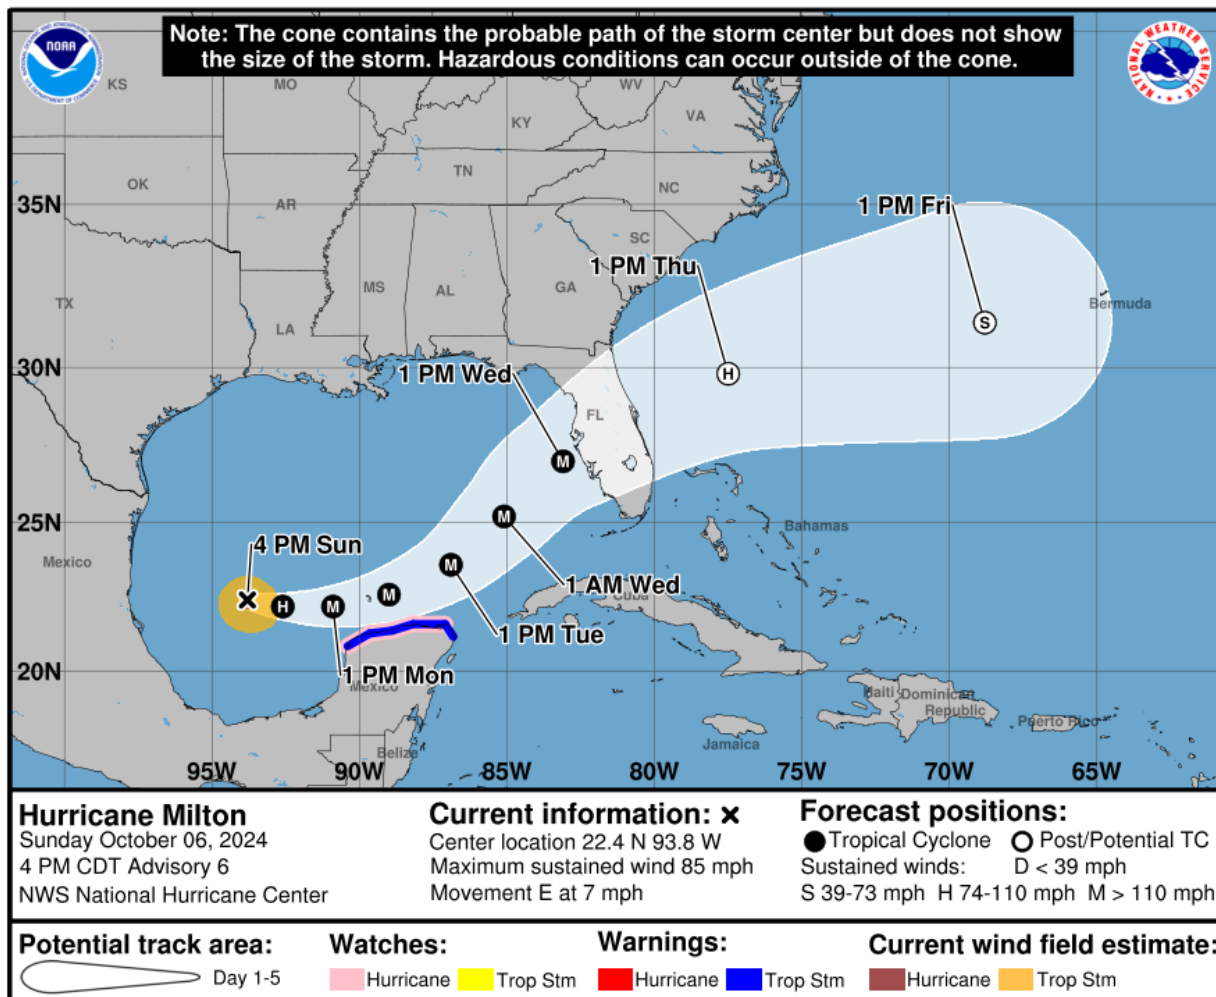 Note: The cone contains the probable path of the storm center but does not show
the size of the storm. Hazardous conditions can occur outside of the cone.
NOAA
NATIONAL WEATHER SERVICE
KS
MO
WV
KY
VA
OK
TN
NC
AR
35N
1 PM Fri
SC
1 PM Thu
MS
AL
GA
TX
Bermuda
LA
S
30N
1 PM Wed
H
FL
M
25N
M
Bahamas
4 PM Sun
Mexico
M
1 AM Wed
Cuba
H
M
M
1 PM Tue
20N
1 PM Mon
Mexico
Haiti
Dominican
Republic
Puerto Rico
Jamaica
Belize
95W
90W
85W
80W
75W
70W
65W
Hurricane Milton
Sunday October 06, 2024
4 PM CDT Advisory 6
NWS National Hurricane Center
Current information: x
Center location 22.4 N 93.8 W
Maximum sustained wind 85 mph
Movement E at 7 mph
Forecast positions:
Tropical Cyclone Post/Potential TC
Sustained winds: D < 39 mph
S 39-73 mph H 74-110 mph M > 110 mph
Potential track area:
Day 1-5
Watches:
Hurricane Trop Stm
Warnings:
Hurricane Trop Stm
Current wind field estimate:
Hurricane Trop Stm